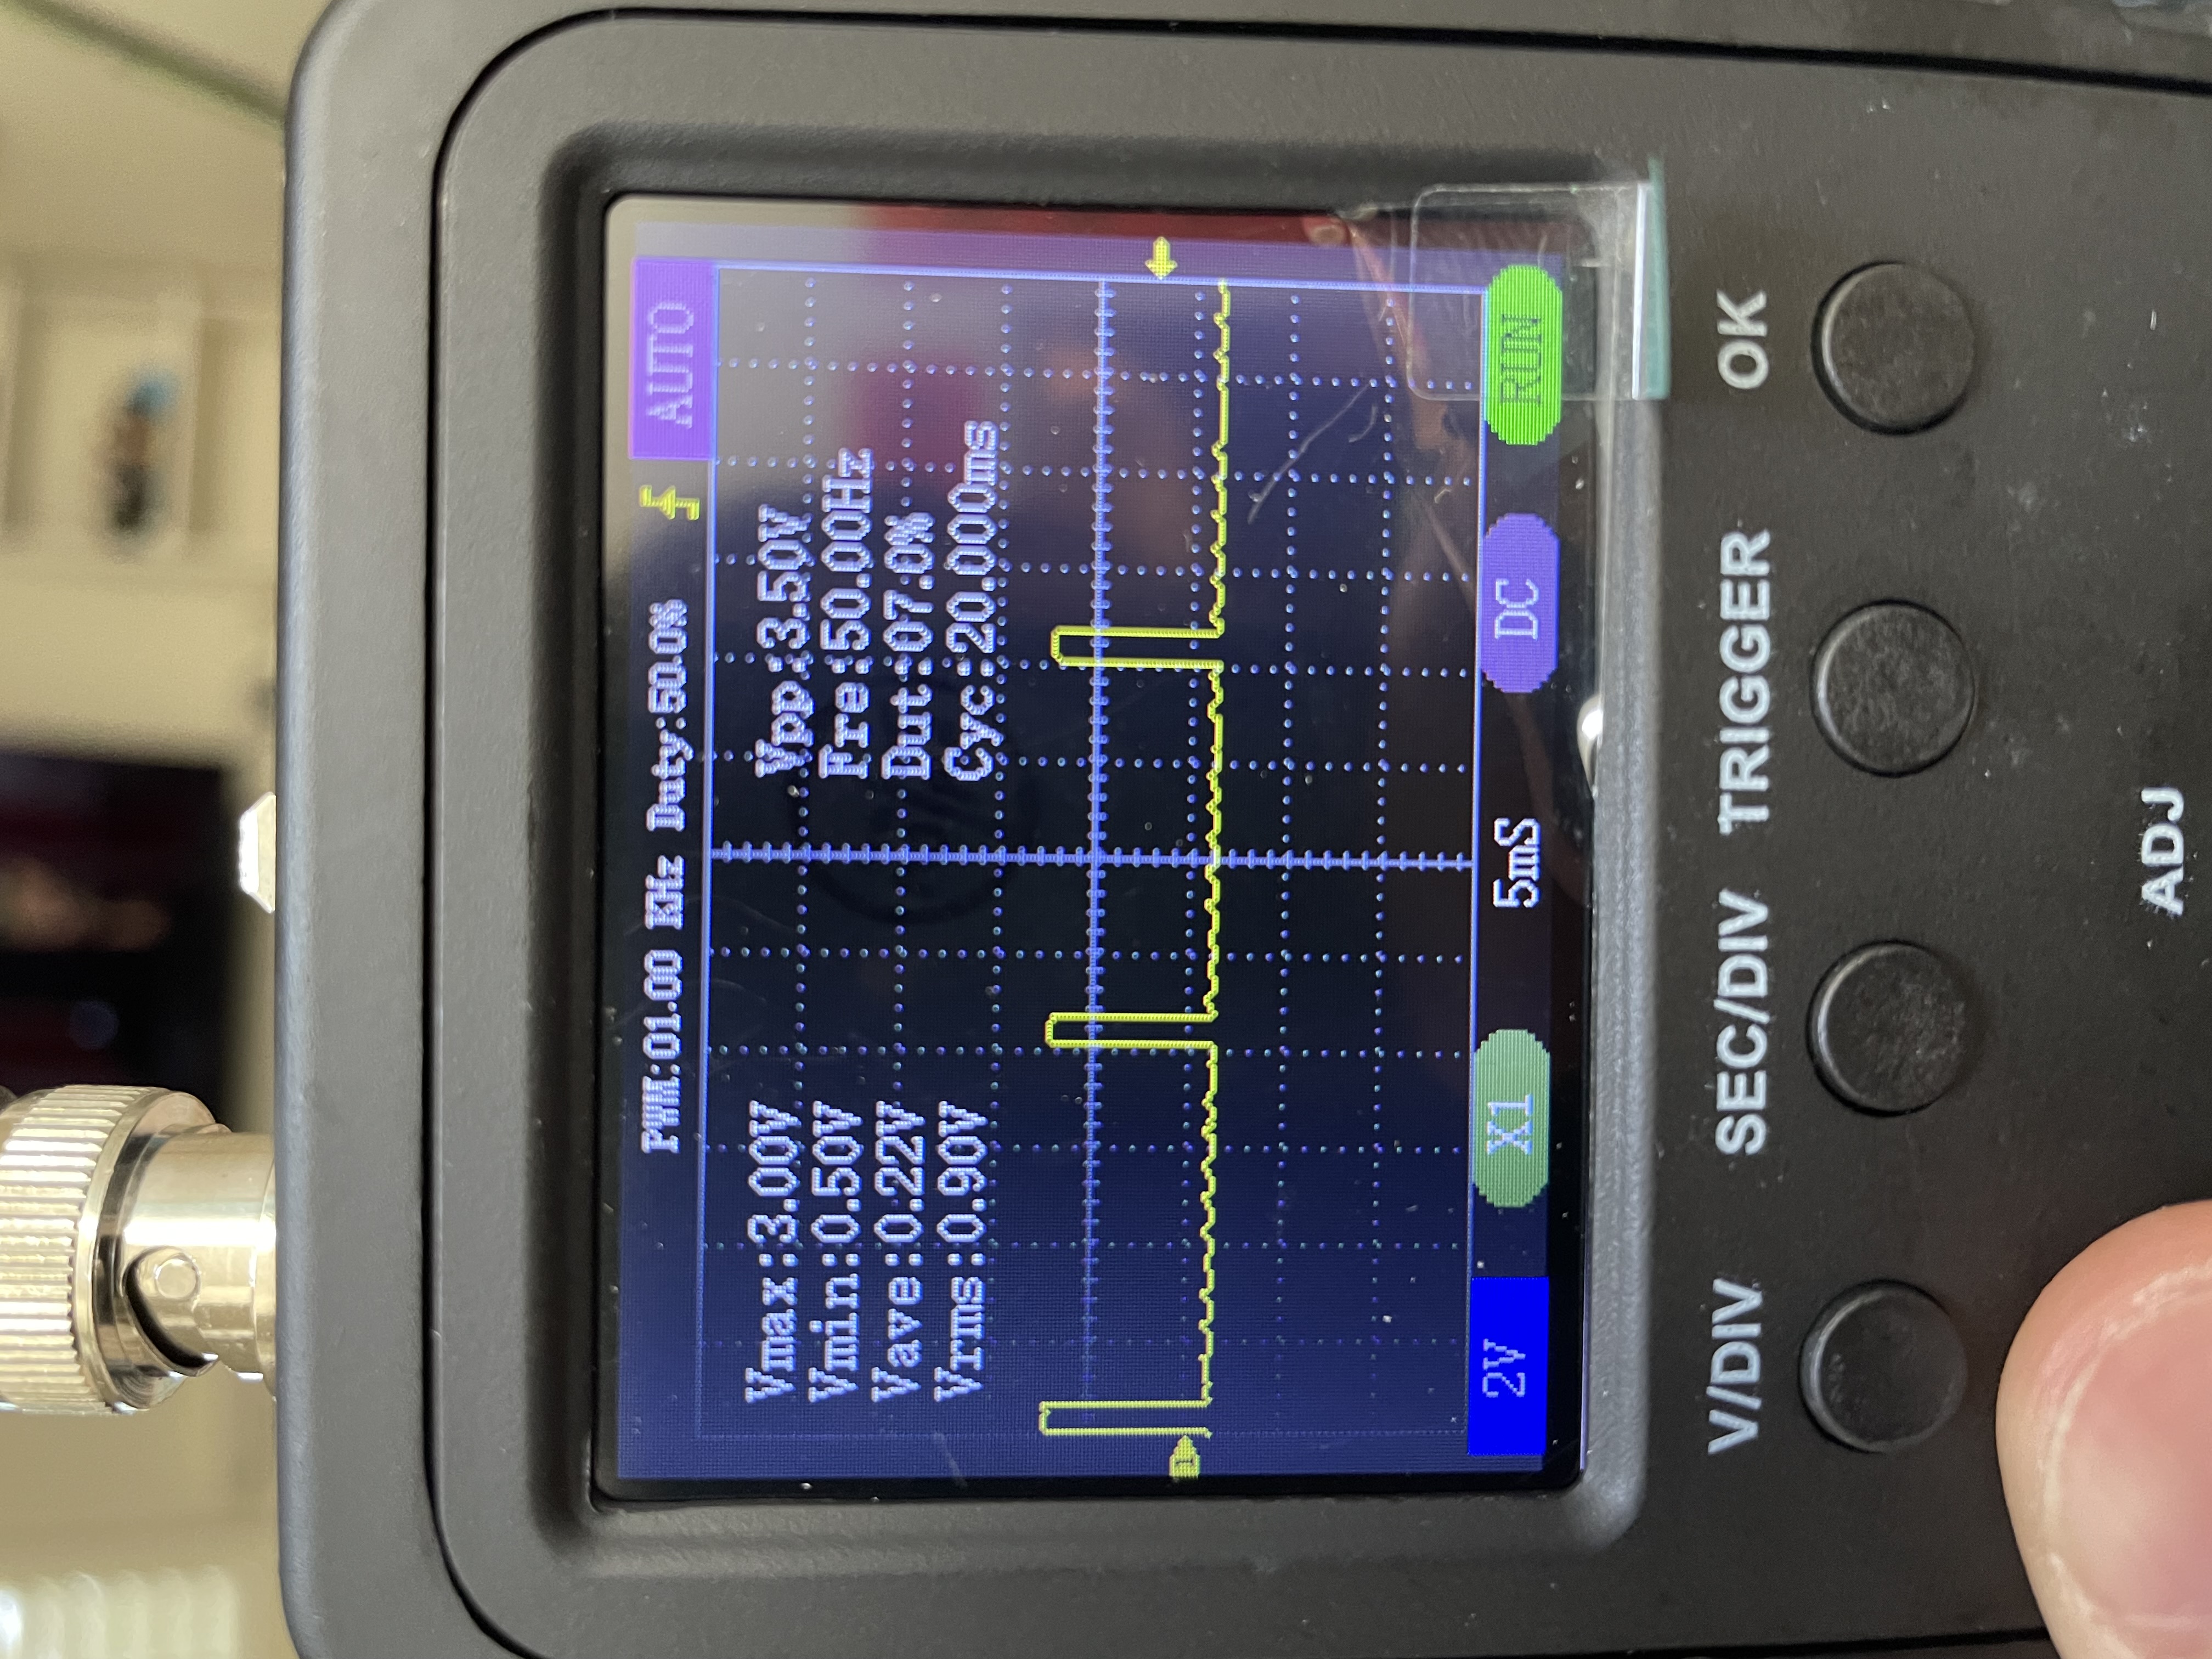 PWM:01.00 KHz Duty:50.0% AUTO
Vmax:3.00V Vpp:3.50V
Vmin:0.50V Fre:50.00Hz
Vave:0.22V Dut:07.0%
Vrms:0.90V Cyc:20.000ms
1
2V X1 5mS DC RUN
V/DIV SEC/DIV TRIGGER OK
ADJ